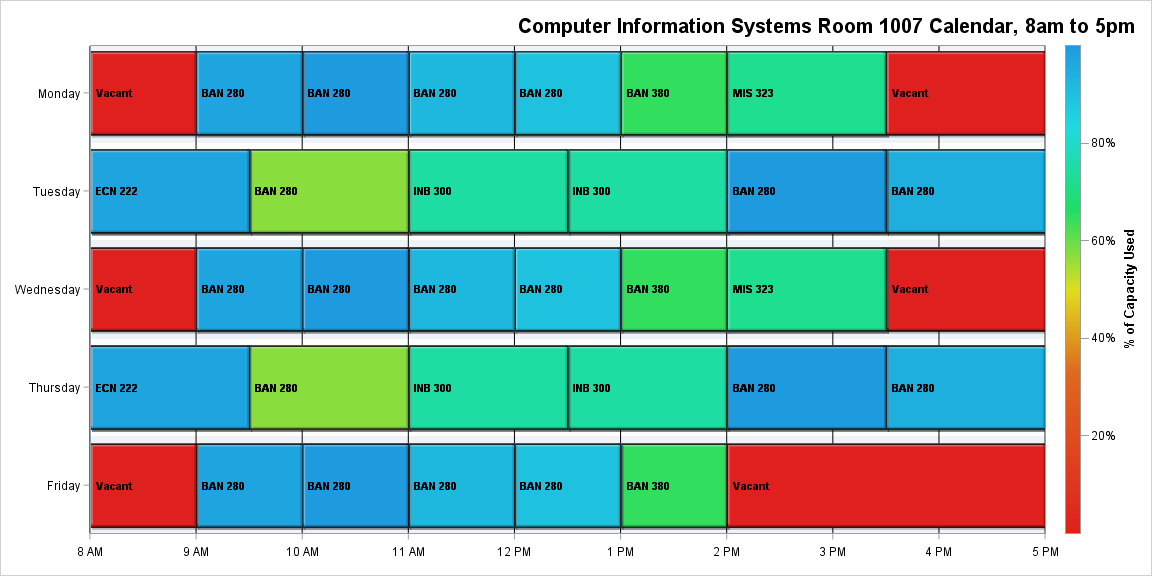 Computer Information Systems Room 1007 Calendar, 8am to 5pm
Monday
Vacant
BAN 280
BAN 280
BAN 280
BAN 280
BAN 380
MIS 323
Vacant
Tuesday
ECN 222
BAN 280
INB 300
INB 300
BAN 280
BAN 280
Wednesday
Vacant
BAN 280
BAN 280
BAN 280
BAN 280
BAN 380
MIS 323
Vacant
Thursday
ECN 222
BAN 280
INB 300
INB 300
BAN 280
BAN 280
Friday
Vacant
BAN 280
BAN 280
BAN 280
BAN 280
BAN 380
Vacant
8 AM
9 AM
10 AM
11 AM
12 PM
1 PM
2 PM
3 PM
4 PM
5 PM
80%
60%
40%
20%
% of Capacity Used